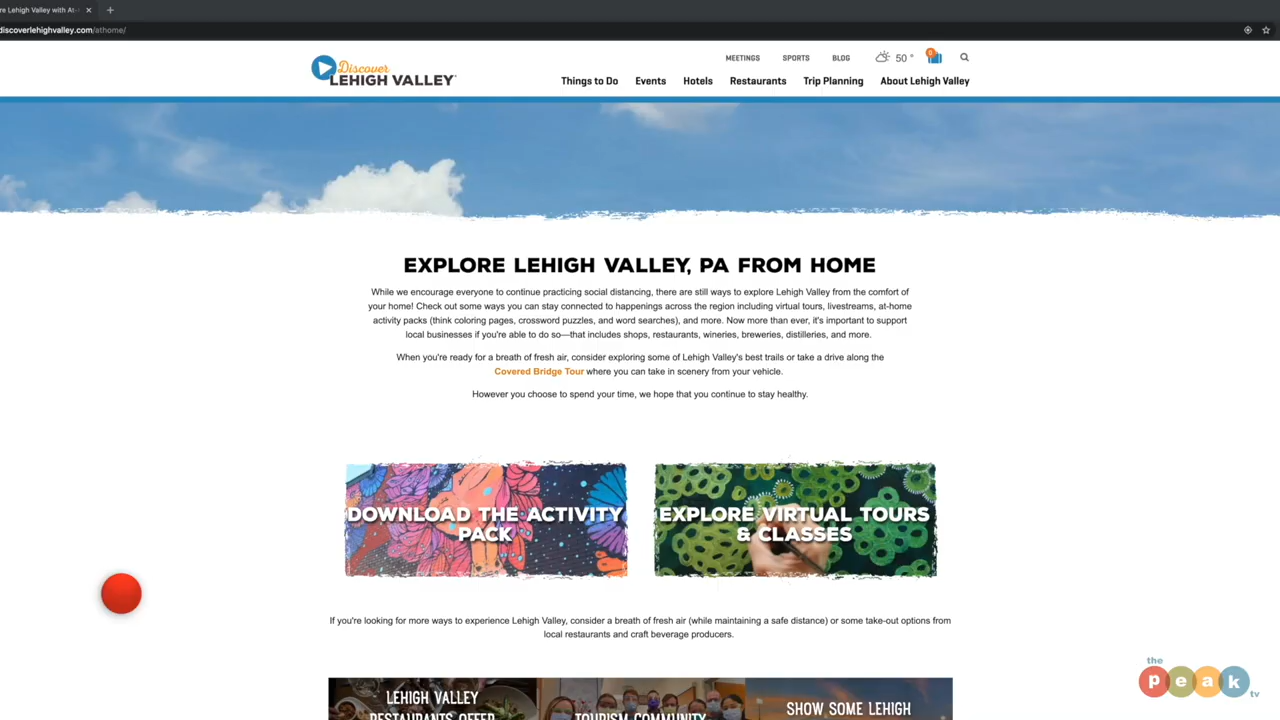 re Lehigh Valley with At-
discoverlehighvalley.com/athome/
Discover
LEHIGH VALLEY
MEETINGS SPORTS BLOG 50 ° 0
Things to Do Events Hotels Restaurants Trip Planning About Lehigh Valley
EXPLORE LEHIGH VALLEY, PA FROM HOME
While we encourage everyone to continue practicing social distancing, there are still ways to explore Lehigh Valley from the comfort of
your home! Check out some ways you can stay connected to happenings across the region including virtual tours, livestreams, at-home
activity packs (think coloring pages, crossword puzzles, and word searches), and more. Now more than ever, it's important to support
local businesses if you're able to do so—that includes shops, restaurants, wineries, breweries, distilleries, and more.
When you're ready for a breath of fresh air, consider exploring some of Lehigh Valley's best trails or take a drive along the
Covered Bridge Tour where you can take in scenery from your vehicle.
However you choose to spend your time, we hope that you continue to stay healthy.
DOWNLOAD THE ACTIVITY
PACK
EXPLORE VIRTUAL TOURS
& CLASSES
If you're looking for more ways to experience Lehigh Valley, consider a breath of fresh air (while maintaining a safe distance) or some take-out options from
local restaurants and craft beverage producers.
LEHIGH VALLEY
RESTAURANTS OFFER
TOURISM COMMUNITY
SHOW SOME LEHIGH
the
peak
tv